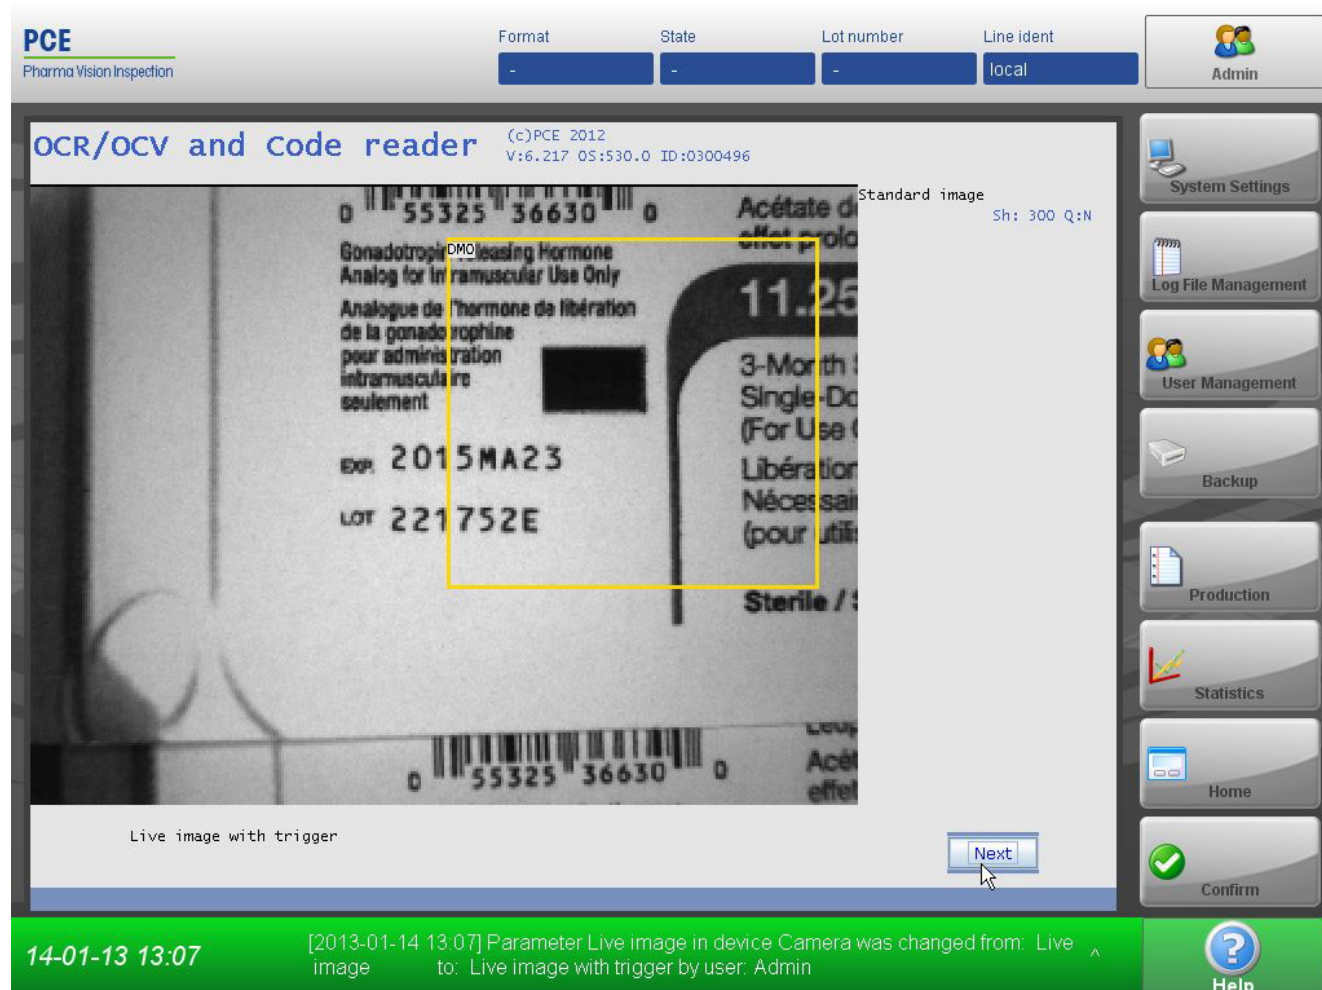 PCE
Pharma Vision Inspection
Format
State
Lot number
Line ident
-
-
-
local
Admin
OCR/OCV and Code reader
(c)PCE 2012
V:6.217 OS:530.0 ID:0300496
Standard image
Sh: 300 Q:N
0 55325 36630 0
Gonadotropin Releasing Hormone
DMO
Analog for Intramuscular Use Only
Analogue de l'hormone de libération
de la gonadotrophine
pour administration
intramusculaire
seulement
EXP. 2015MA23
LOT 221752E
Acétate de
effet prolo
11.25
3-Month
Single-Do
(For Use
Libération
Nécessai
(pour utili
Sterile /
0 55325 36630 0
Acét
effet
Live image with trigger
Next
System Settings
Log File Management
User Management
Backup
Production
Statistics
Home
Confirm
14-01-13 13:07
[2013-01-14 13:07] Parameter Live image in device Camera was changed from: Live
image to: Live image with trigger by user: Admin
^
Help